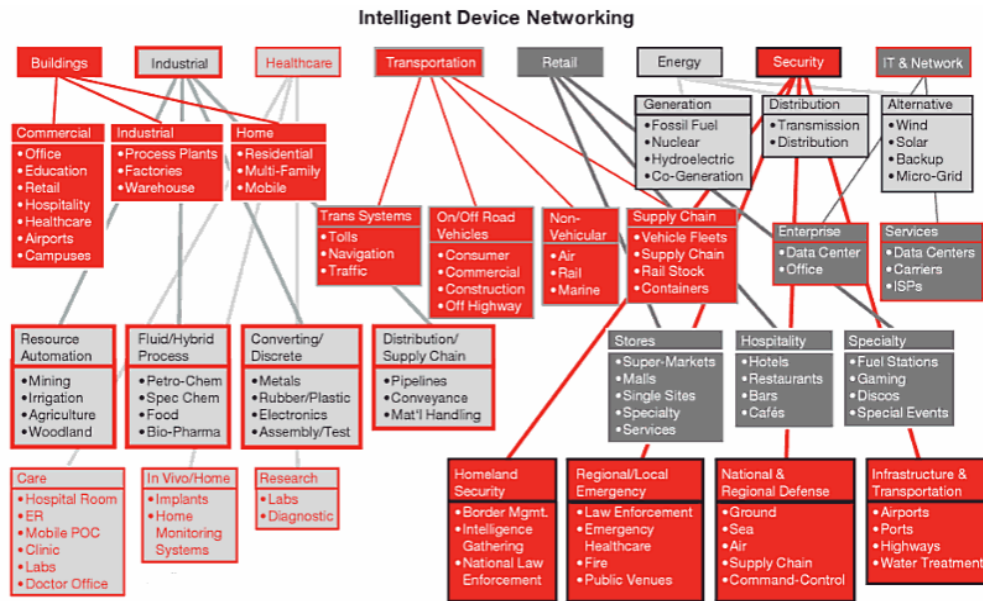 Intelligent Device Networking
Buildings
Industrial
Healthcare
Transportation
Retail
Energy
Security
IT & Network
Commercial
•Office
•Education
•Retail
•Hospitality
•Healthcare
•Airports
•Campuses
Industrial
•Process Plants
•Factories
•Warehouse
Home
•Residential
•Multi-Family
•Mobile
Generation
•Fossil Fuel
•Nuclear
•Hydroelectric
•Co-Generation
Distribution
•Transmission
•Distribution
Alternative
•Wind
•Solar
•Backup
•Micro-Grid
Trans Systems
•Tolls
•Navigation
•Traffic
On/Off Road
Vehicles
•Consumer
•Commercial
•Construction
•Off Highway
Non-
Vehicular
•Air
•Rail
•Marine
Supply Chain
•Vehicle Fleets
•Supply Chain
•Rail Stock
•Containers
Enterprise
•Data Center
•Office
Services
•Data Centers
•Carriers
•ISPs
Resource
Automation
•Mining
•Irrigation
•Agriculture
•Woodland
Fluid/Hybrid
Process
•Petro-Chem
•Spec Chem
•Food
•Bio-Pharma
Converting/
Discrete
•Metals
•Rubber/Plastic
•Electronics
•Assembly/Test
Distribution/
Supply Chain
•Pipelines
•Conveyance
•Mat'l Handling
Stores
•Super-Markets
•Malls
•Single Sites
•Specialty
•Services
Hospitality
•Hotels
•Restaurants
•Bars
•Cafés
Specialty
•Fuel Stations
•Gaming
•Discos
•Special Events
Care
•Hospital Room
•ER
•Mobile POC
•Clinic
•Labs
•Doctor Office
In Vivo/Home
•Implants
•Home
Monitoring
Systems
Research
•Labs
•Diagnostic
Homeland
Security
•Border Mgmt.
•Intelligence
Gathering
•National Law
Enforcement
Regional/Local
Emergency
•Law Enforcement
•Emergency
Healthcare
•Fire
•Public Venues
National &
Regional Defense
•Ground
•Sea
•Air
•Supply Chain
•Command-Control
Infrastructure &
Transportation
•Airports
•Ports
•Highways
•Water Treatment